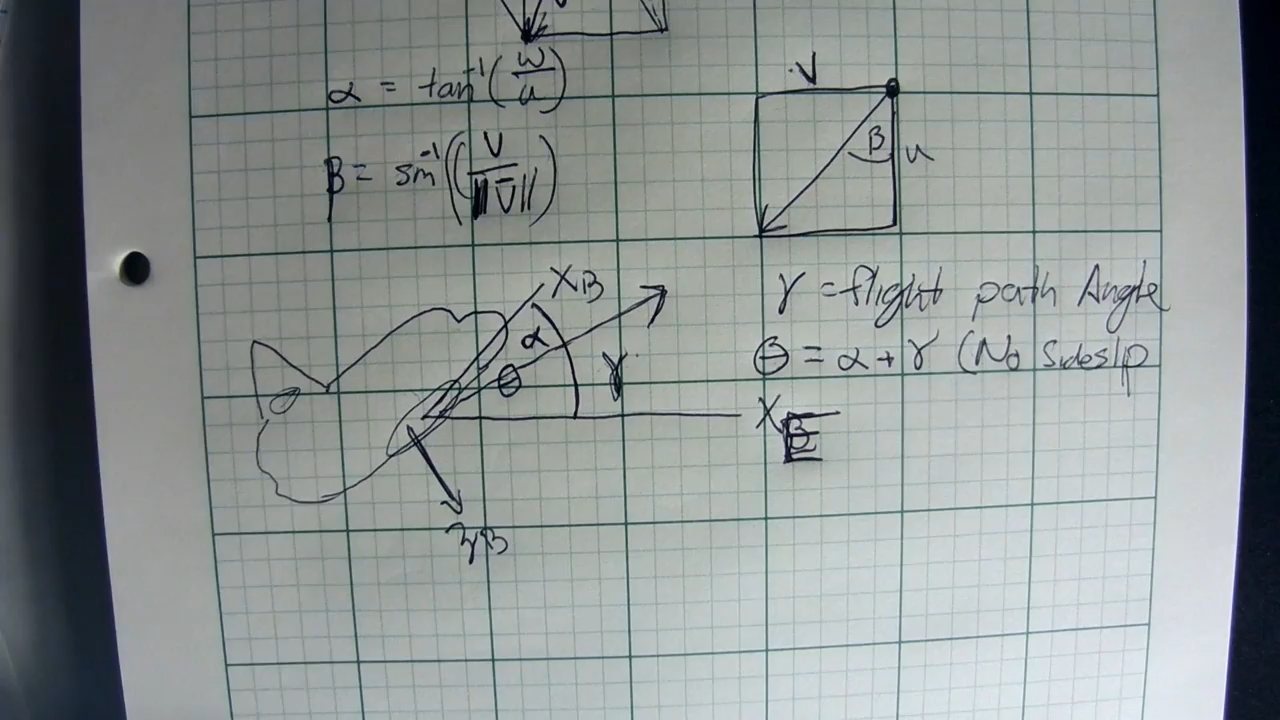 α = tan⁻¹(w/u)
V
β = sin⁻¹(V/‖V̄‖)
β u
X_B
γ = flight path Angle
α
θ = α + γ (No Sideslip
θ γ
X_E
z_B